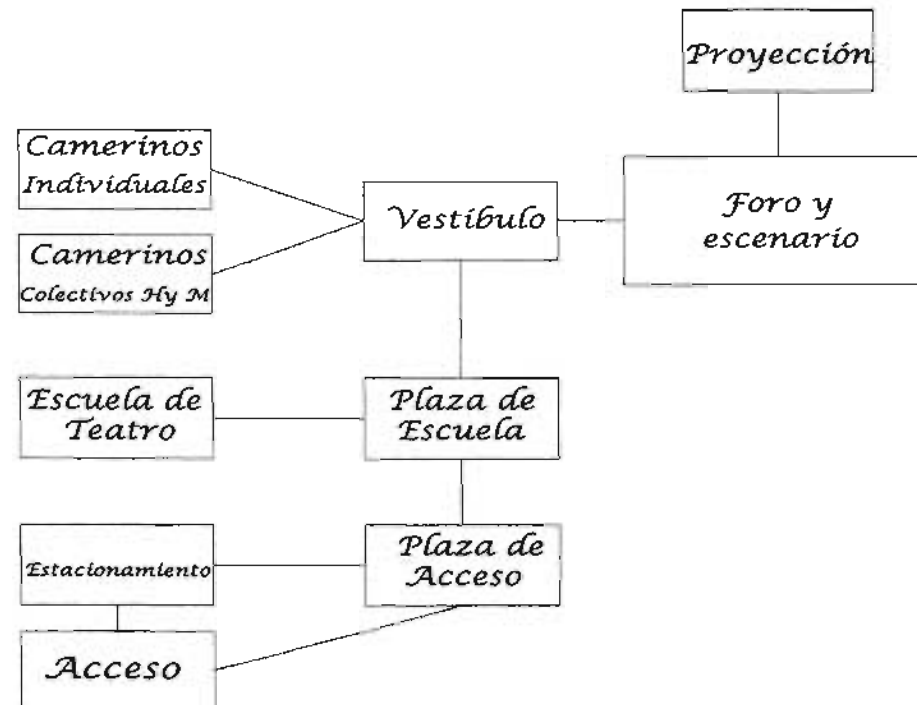 Proyección
Camerinos
Individuales
Vestíbulo
Foro y
escenario
Camerinos
Colectivos H y M
Escuela de
Teatro
Plaza de
Escuela
Estacionamiento
Plaza de
Acceso
Acceso